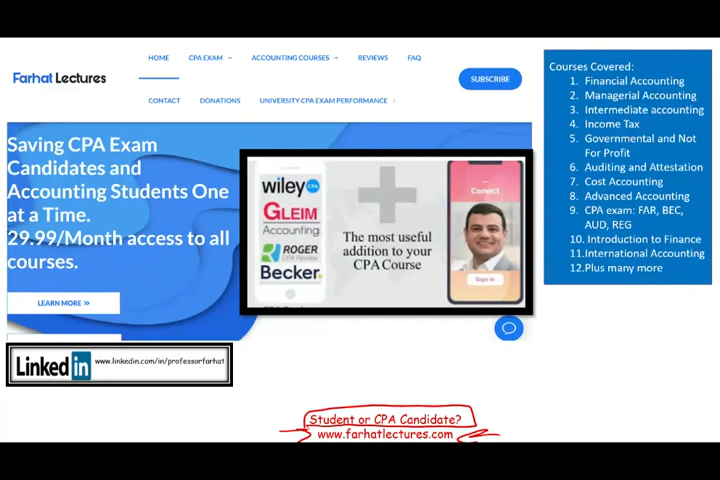 HOME
CPA EXAM
ACCOUNTING COURSES
REVIEWS
FAQ
Farhat Lectures
SUBSCRIBE
CONTACT
DONATIONS
UNIVERSITY CPA EXAM PERFORMANCE
Saving CPA Exam
Candidates and
Accounting Students One
at a Time.
29.99/Month access to all
courses.
LEARN MORE »
wiley CPA
GLEIM
Accounting
ROGER
CPA Review
Becker.
The most useful
addition to your
CPA Course
Conect
Sign in
Linked in
www.linkedin.com/in/professorfarhat
Courses Covered:
1. Financial Accounting
2. Managerial Accounting
3. Intermediate accounting
4. Income Tax
5. Governmental and Not
For Profit
6. Auditing and Attestation
7. Cost Accounting
8. Advanced Accounting
9. CPA exam: FAR, BEC,
AUD, REG
10. Introduction to Finance
11.International Accounting
12.Plus many more
Student or CPA Candidate?
www.farhatlectures.com